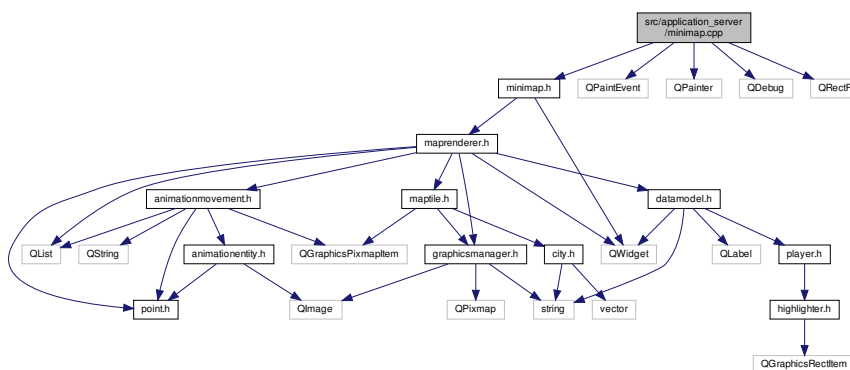 src/application_server
/minimap.cpp
minimap.h
QPaintEvent
QPainter
QDebug
QRectF
maprenderer.h
animationmovement.h
maptile.h
datamodel.h
QList
QString
animationentity.h
QGraphicsPixmapItem
graphicsmanager.h
city.h
QWidget
QLabel
player.h
point.h
QImage
QPixmap
string
vector
highlighter.h
QGraphicsRectItem